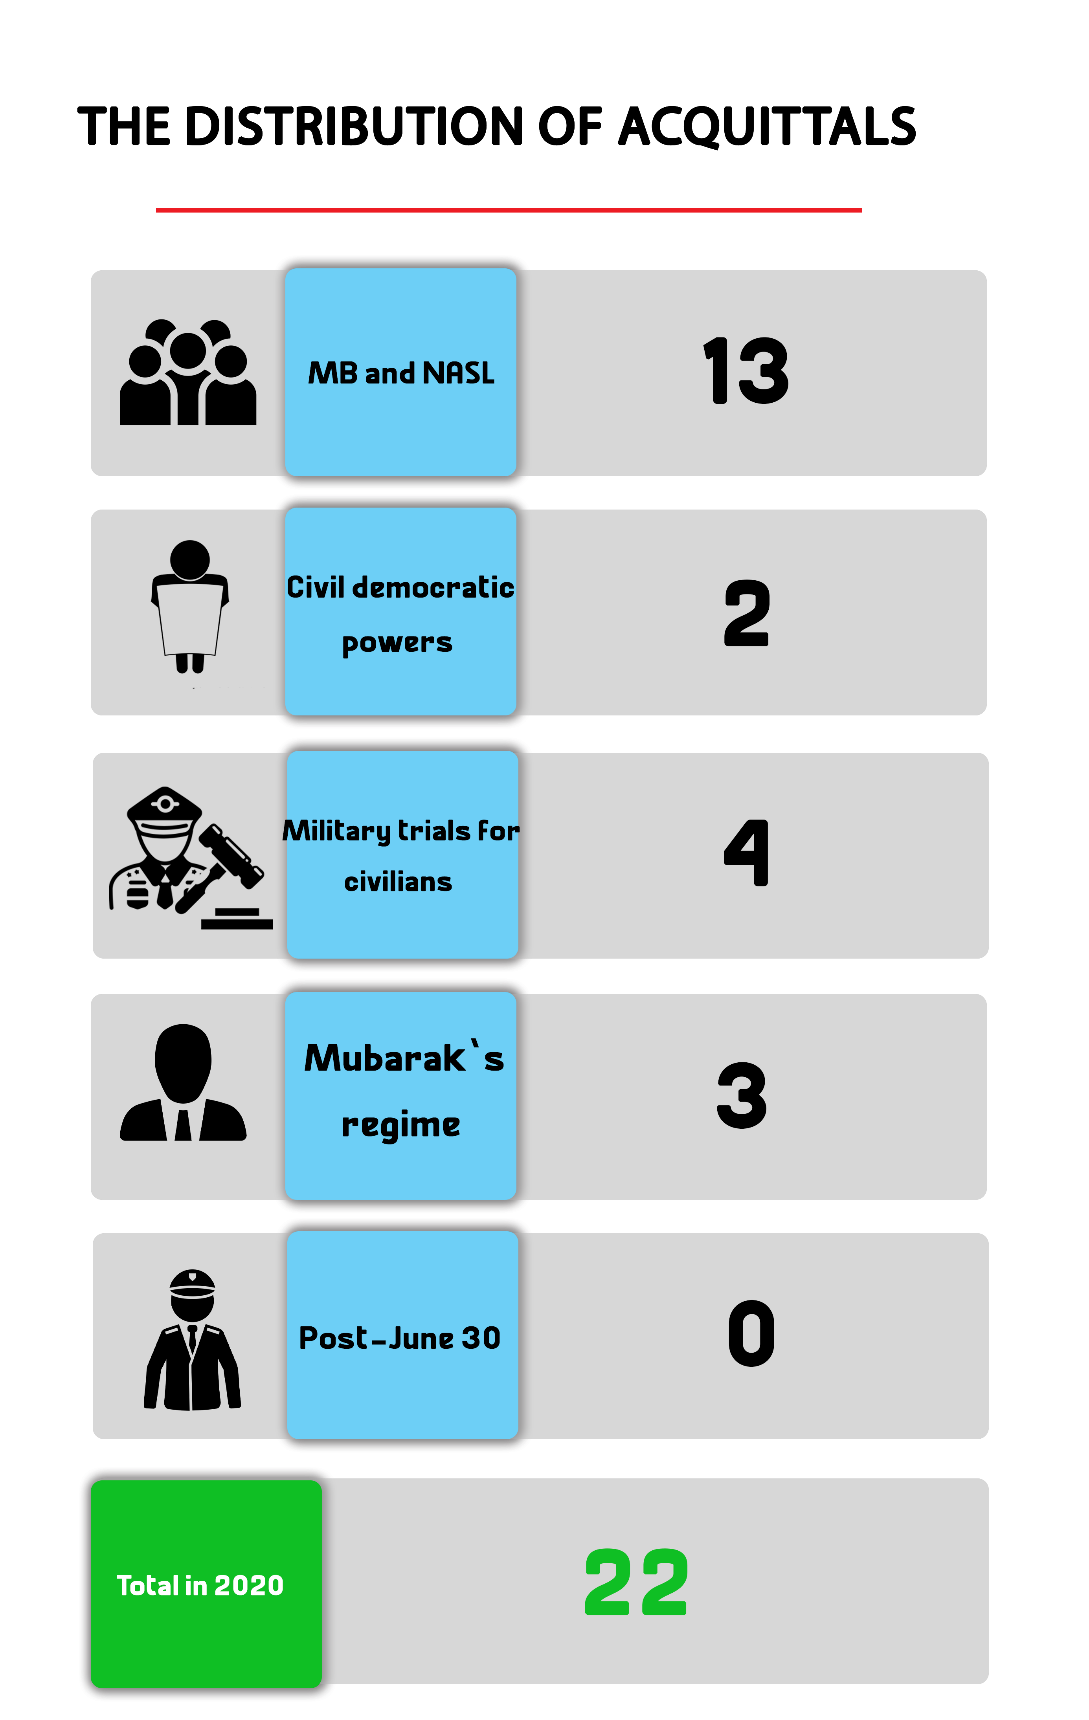 THE DISTRIBUTION OF ACQUITTALS
MB and NASL
13
Civil democratic
powers
2
Military trials for
civilians
4
Mubarak`s
regime
3
Post-June 30
0
Total in 2020
22